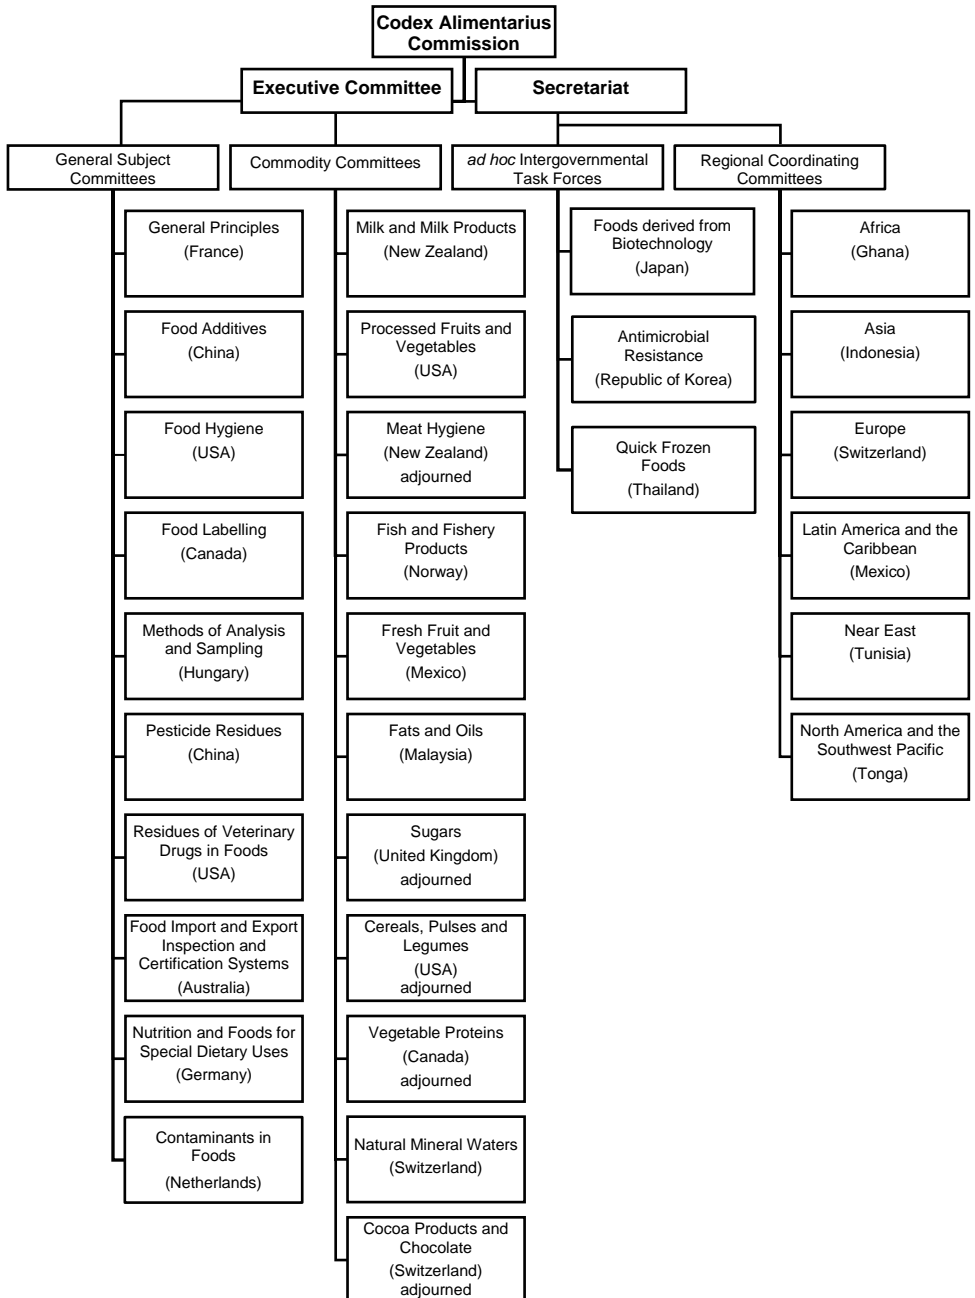 Codex Alimentarius
Commission
Executive Committee
Secretariat
General Subject
Committees
Commodity Committees
ad hoc Intergovernmental
Task Forces
Regional Coordinating
Committees
General Principles
(France)
Food Additives
(China)
Food Hygiene
(USA)
Food Labelling
(Canada)
Methods of Analysis
and Sampling
(Hungary)
Pesticide Residues
(China)
Residues of Veterinary
Drugs in Foods
(USA)
Food Import and Export
Inspection and
Certification Systems
(Australia)
Nutrition and Foods for
Special Dietary Uses
(Germany)
Contaminants in
Foods
(Netherlands)
Milk and Milk Products
(New Zealand)
Processed Fruits and
Vegetables
(USA)
Meat Hygiene
(New Zealand)
adjourned
Fish and Fishery
Products
(Norway)
Fresh Fruit and
Vegetables
(Mexico)
Fats and Oils
(Malaysia)
Sugars
(United Kingdom)
adjourned
Cereals, Pulses and
Legumes
(USA)
adjourned
Vegetable Proteins
(Canada)
adjourned
Natural Mineral Waters
(Switzerland)
Cocoa Products and
Chocolate
(Switzerland)
adjourned
Foods derived from
Biotechnology
(Japan)
Antimicrobial
Resistance
(Republic of Korea)
Quick Frozen
Foods
(Thailand)
Africa
(Ghana)
Asia
(Indonesia)
Europe
(Switzerland)
Latin America and the
Caribbean
(Mexico)
Near East
(Tunisia)
North America and the
Southwest Pacific
(Tonga)